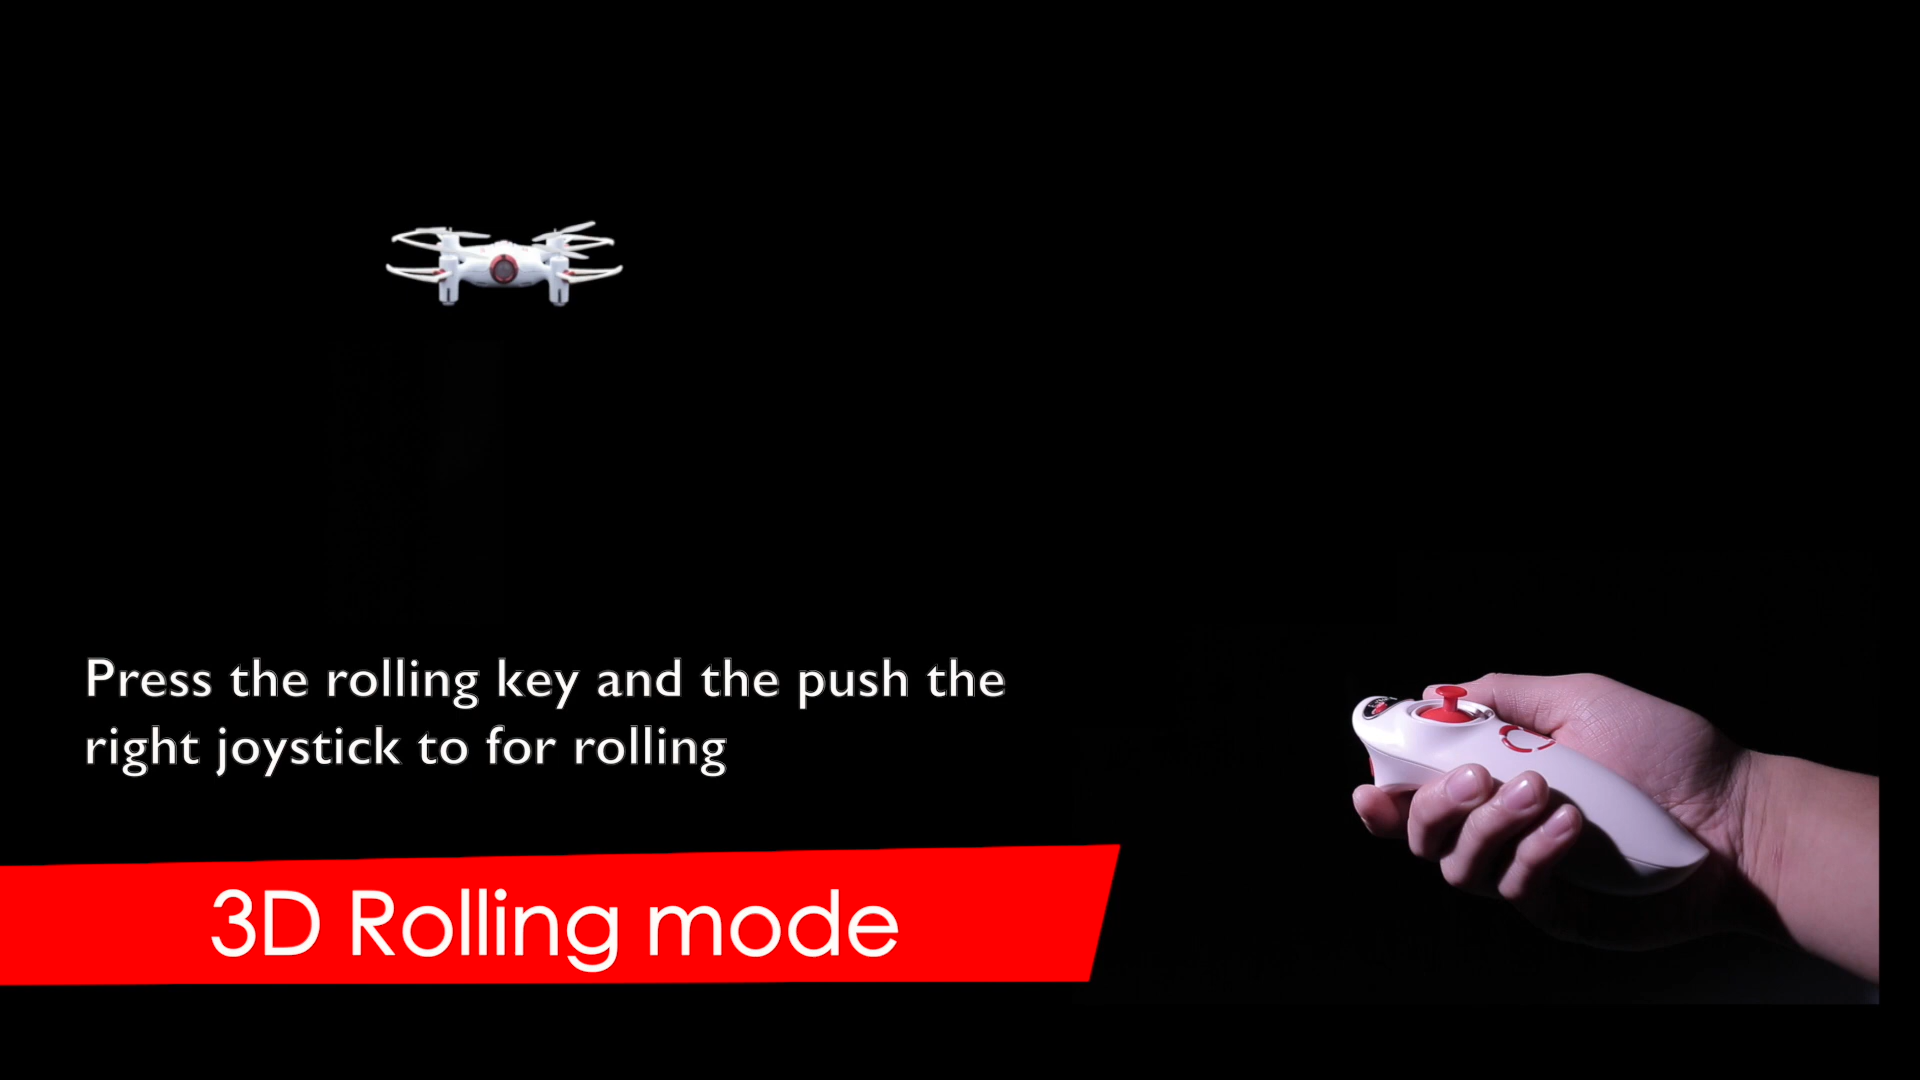 Press the rolling key and the push the
right joystick to for rolling
3D Rolling mode